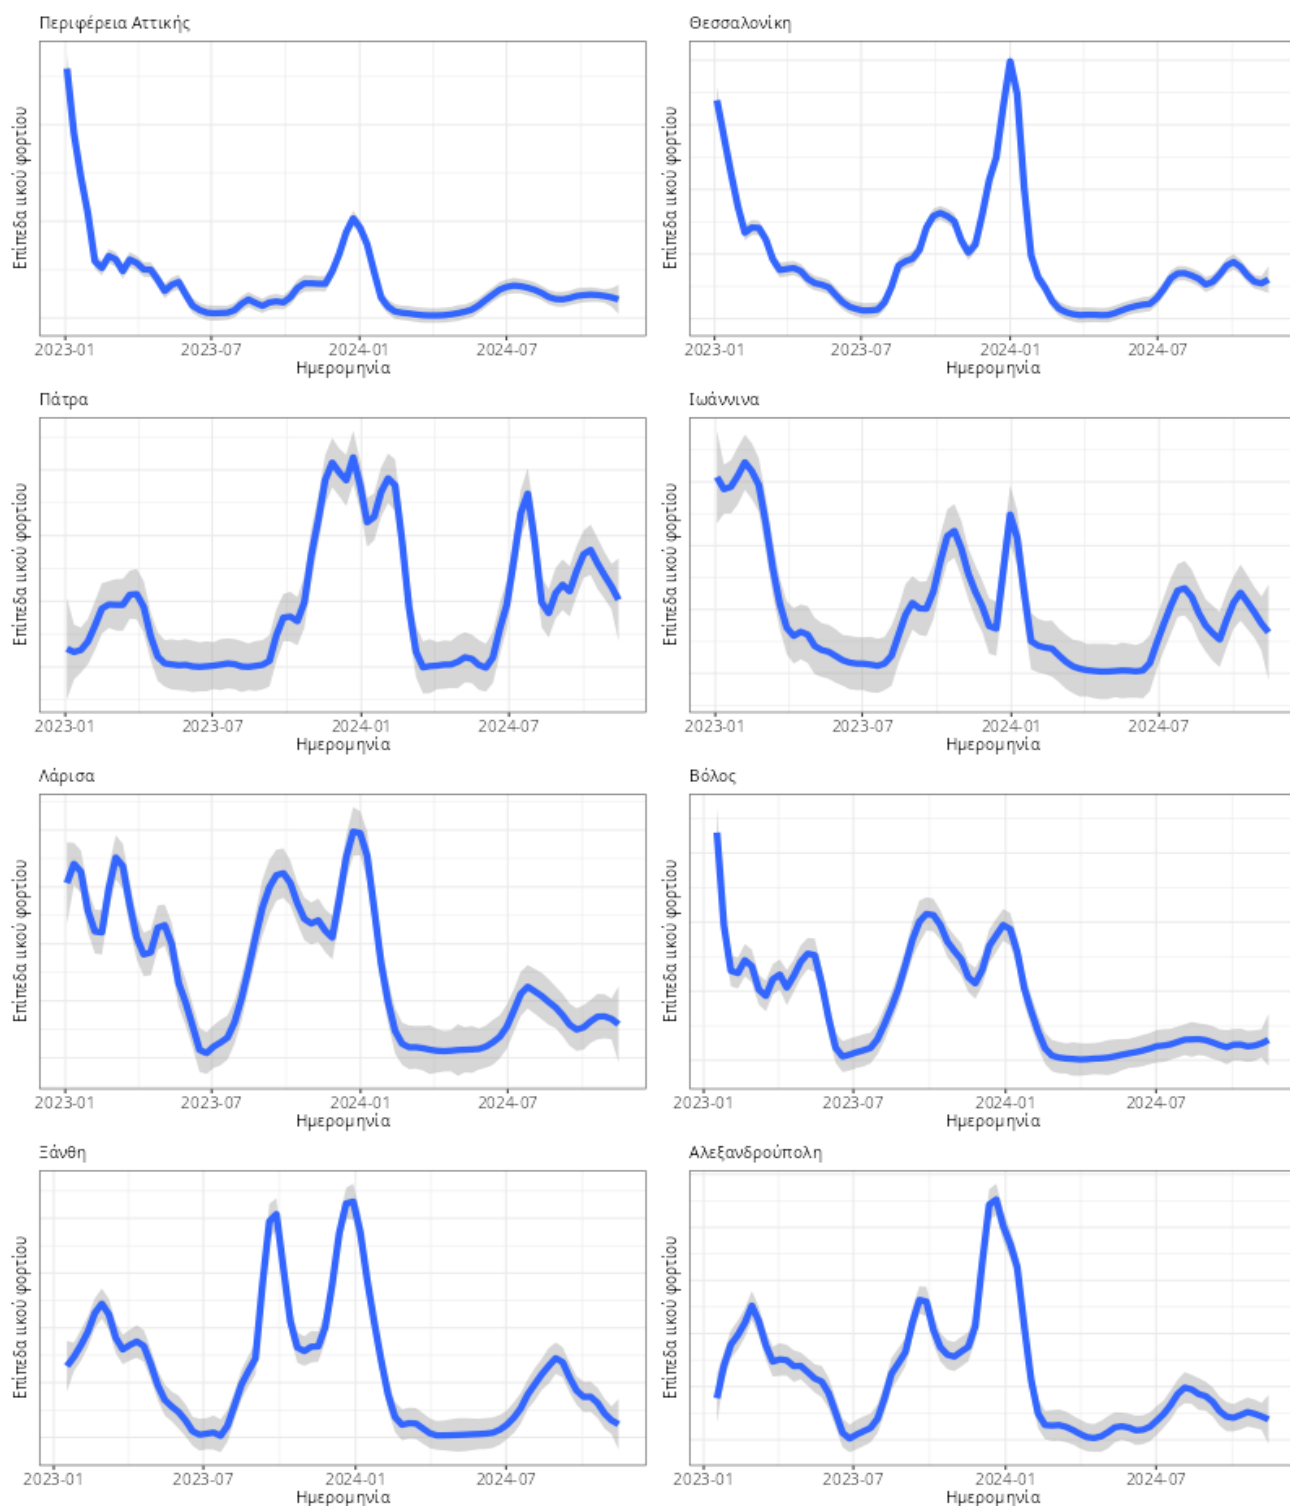 Περιφέρεια Αττικής
Επίπεδα ιικού φορτίου
2023-01 2023-07 2024-01 2024-07
Ημερομηνία
Θεσσαλονίκη
Επίπεδα ιικού φορτίου
2023-01 2023-07 2024-01 2024-07
Ημερομηνία
Πάτρα
Επίπεδα ιικού φορτίου
2023-01 2023-07 2024-01 2024-07
Ημερομηνία
Ιωάννινα
Επίπεδα ιικού φορτίου
2023-01 2023-07 2024-01 2024-07
Ημερομηνία
Λάρισα
Επίπεδα ιικού φορτίου
2023-01 2023-07 2024-01 2024-07
Ημερομηνία
Βόλος
Επίπεδα ιικού φορτίου
2023-01 2023-07 2024-01 2024-07
Ημερομηνία
Ξάνθη
Επίπεδα ιικού φορτίου
2023-01 2023-07 2024-01 2024-07
Ημερομηνία
Αλεξανδρούπολη
Επίπεδα ιικού φορτίου
2023-01 2023-07 2024-01 2024-07
Ημερομηνία